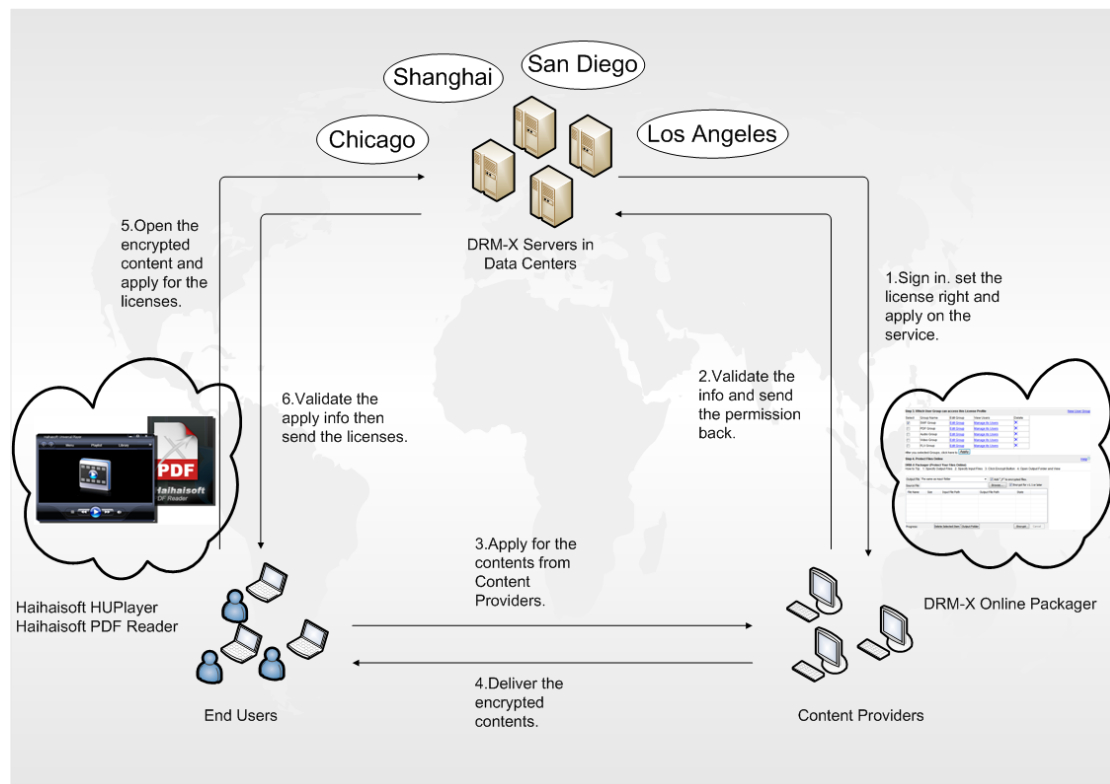 Shanghai
San Diego
Chicago
Los Angeles
DRM-X Servers in
Data Centers
5.Open the
encrypted
content and
apply for the
licenses.
1.Sign in. set the
license right and
apply on the
service.
6.Validate the
apply info then
send the licenses.
2.Validate the
info and send
the permission
back.
PDF
Haihaisoft
PDF Reader
Haihaisoft HUPlayer
Haihaisoft PDF Reader
DRM-X Online Packager
3.Apply for the
contents from
Content
Providers.
4.Deliver the
encrypted
contents.
End Users
Content Providers